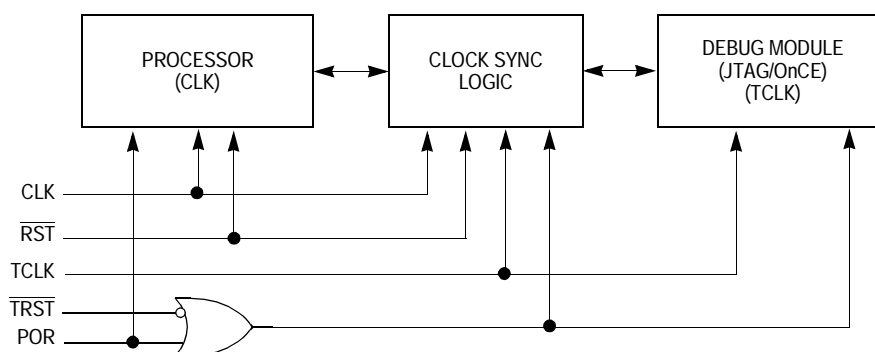 PROCESSOR
(CLK)
CLOCK SYNC
LOGIC
DEBUG MODULE
(JTAG/OnCE)
(TCLK)
CLK
RST
TCLK
TRST
POR